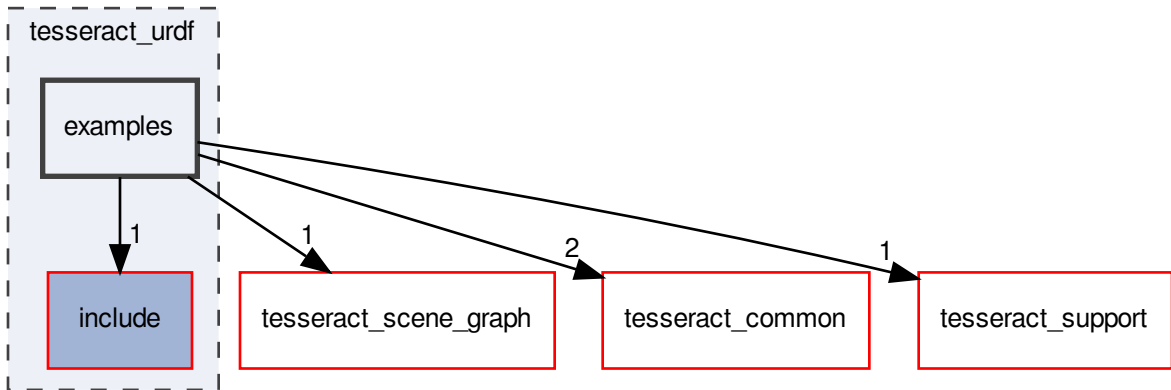 tesseract_urdf
examples
1
1
2
1
include
tesseract_scene_graph
tesseract_common
tesseract_support